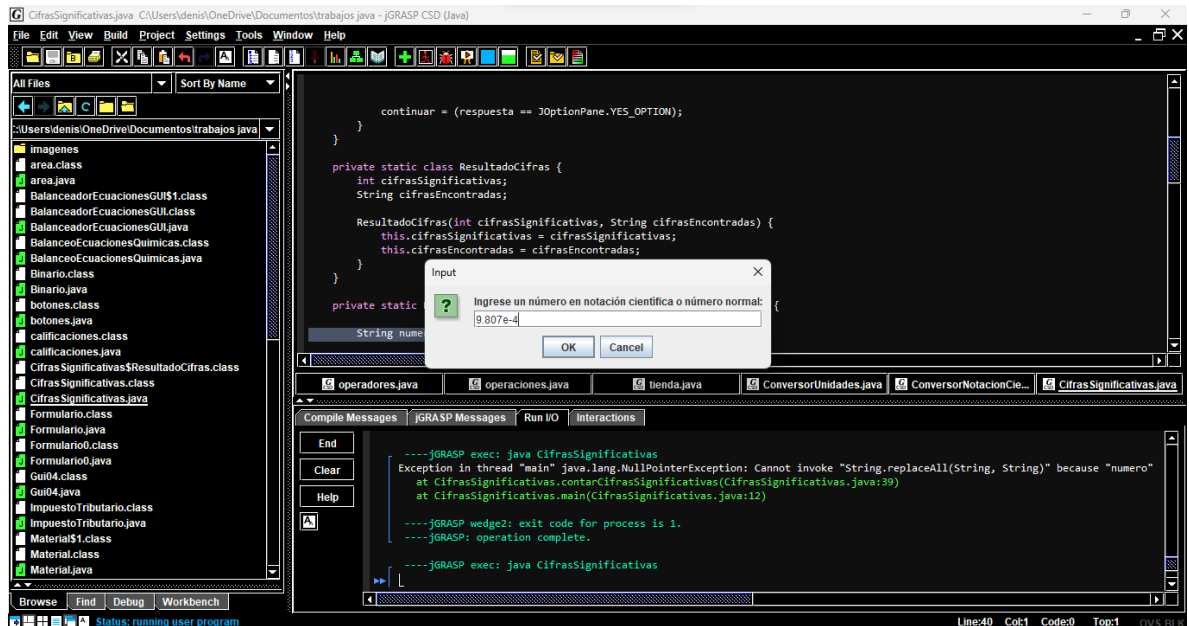 CifrasSignificativas.java C:\Users\denis\OneDrive\Documentos\trabajos java - jGRASP CSD (Java)
File Edit View Build Project Settings Tools Window Help
All Files
Sort By Name
:\Users\denis\OneDrive\Documentos\trabajos java
imagenes
area.class
area.java
BalanceadorEcuacionesGUI$1.class
BalanceadorEcuacionesGUI.class
BalanceadorEcuacionesGUI.java
BalanceoEcuacionesQuimicas.class
BalanceoEcuacionesQuimicas.java
Binario.class
Binario.java
botones.class
botones.java
calificaciones.class
calificaciones.java
CifrasSignificativas$ResultadoCifras.class
CifrasSignificativas.class
CifrasSignificativas.java
Formulario.class
Formulario.java
Formulario0.class
Formulario0.java
Gui04.class
Gui04.java
ImpuestoTributario.class
ImpuestoTributario.java
Material$1.class
Material.class
Material.java
Browse Find Debug Workbench
continuar = (respuesta == JOptionPane.YES_OPTION);
}
}
private static class ResultadoCifras {
int cifrasSignificativas;
String cifrasEncontradas;
ResultadoCifras(int cifrasSignificativas, String cifrasEncontradas) {
this.cifrasSignificativas = cifrasSignificativas;
this.cifrasEncontradas = cifrasEncontradas;
}
}
private static
{
String nume
Input
Ingrese un número en notación científica o número normal:
9.807e-4
OK Cancel
operadores.java operaciones.java tienda.java ConversorUnidades.java ConversorNotacionCie... CifrasSignificativas.java
Compile Messages jGRASP Messages Run I/O Interactions
End
Clear
Help
----jGRASP exec: java CifrasSignificativas
Exception in thread "main" java.lang.NullPointerException: Cannot invoke "String.replaceAll(String, String)" because "numero"
at CifrasSignificativas.contarCifrasSignificativas(CifrasSignificativas.java:39)
at CifrasSignificativas.main(CifrasSignificativas.java:12)
----jGRASP wedge2: exit code for process is 1.
----jGRASP: operation complete.
----jGRASP exec: java CifrasSignificativas
Status: running user program
Line:40 Col:1 Code:0 Top:1 OVS BLK